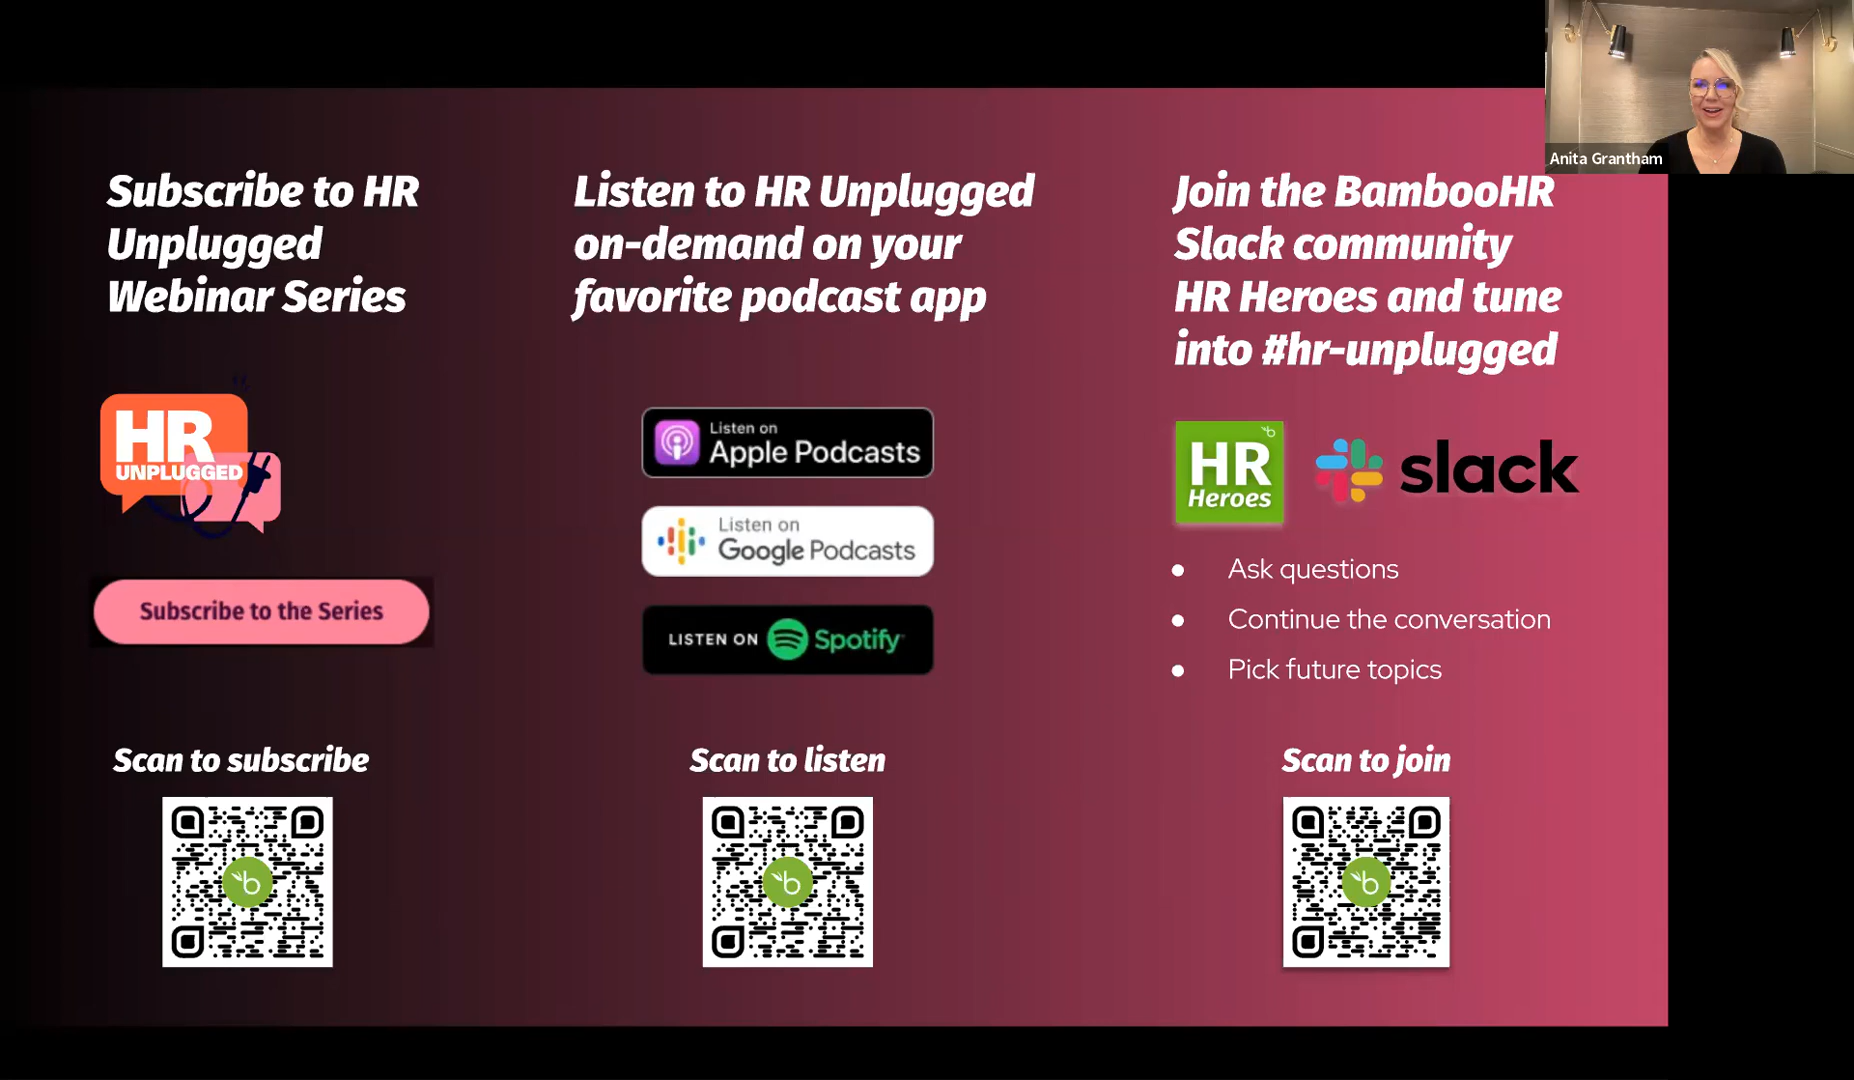 Anita Grantham
Subscribe to HR
Unplugged
Webinar Series
HR
UNPLUGGED
Subscribe to the Series
Scan to subscribe
b
Listen to HR Unplugged
on-demand on your
favorite podcast app
Listen on
Apple Podcasts
Listen on
Google Podcasts
LISTEN ON Spotify
Scan to listen
b
Join the BambooHR
Slack community
HR Heroes and tune
into #hr-unplugged
b
HR
Heroes
slack
● Ask questions
● Continue the conversation
● Pick future topics
Scan to join
b